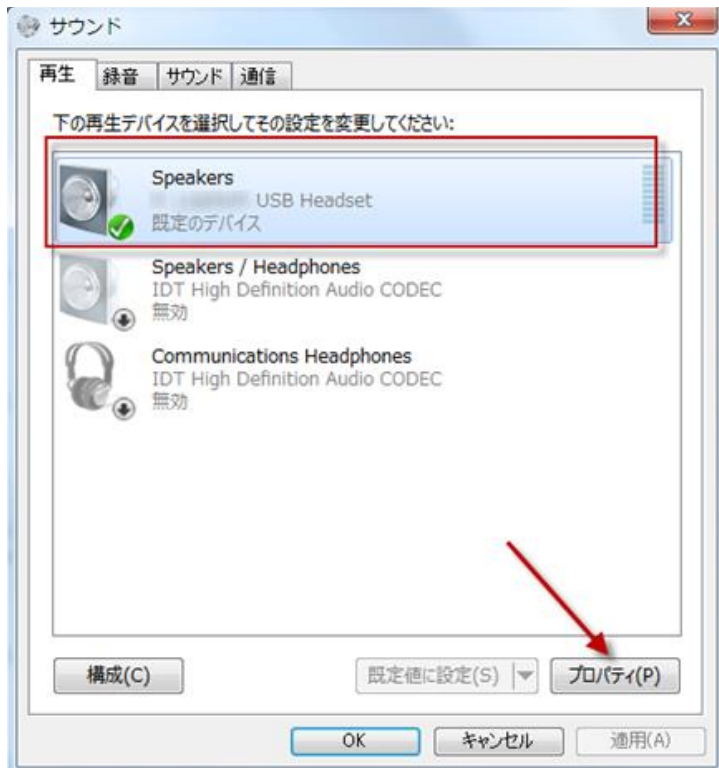 サウンド
再生 録音 サウンド 通信
下の再生デバイスを選択してその設定を変更してください:
Speakers
USB Headset
既定のデバイス
Speakers / Headphones
IDT High Definition Audio CODEC
無効
Communications Headphones
IDT High Definition Audio CODEC
無効
構成(C) 既定値に設定(S) プロパティ(P)
OK キャンセル 適用(A)